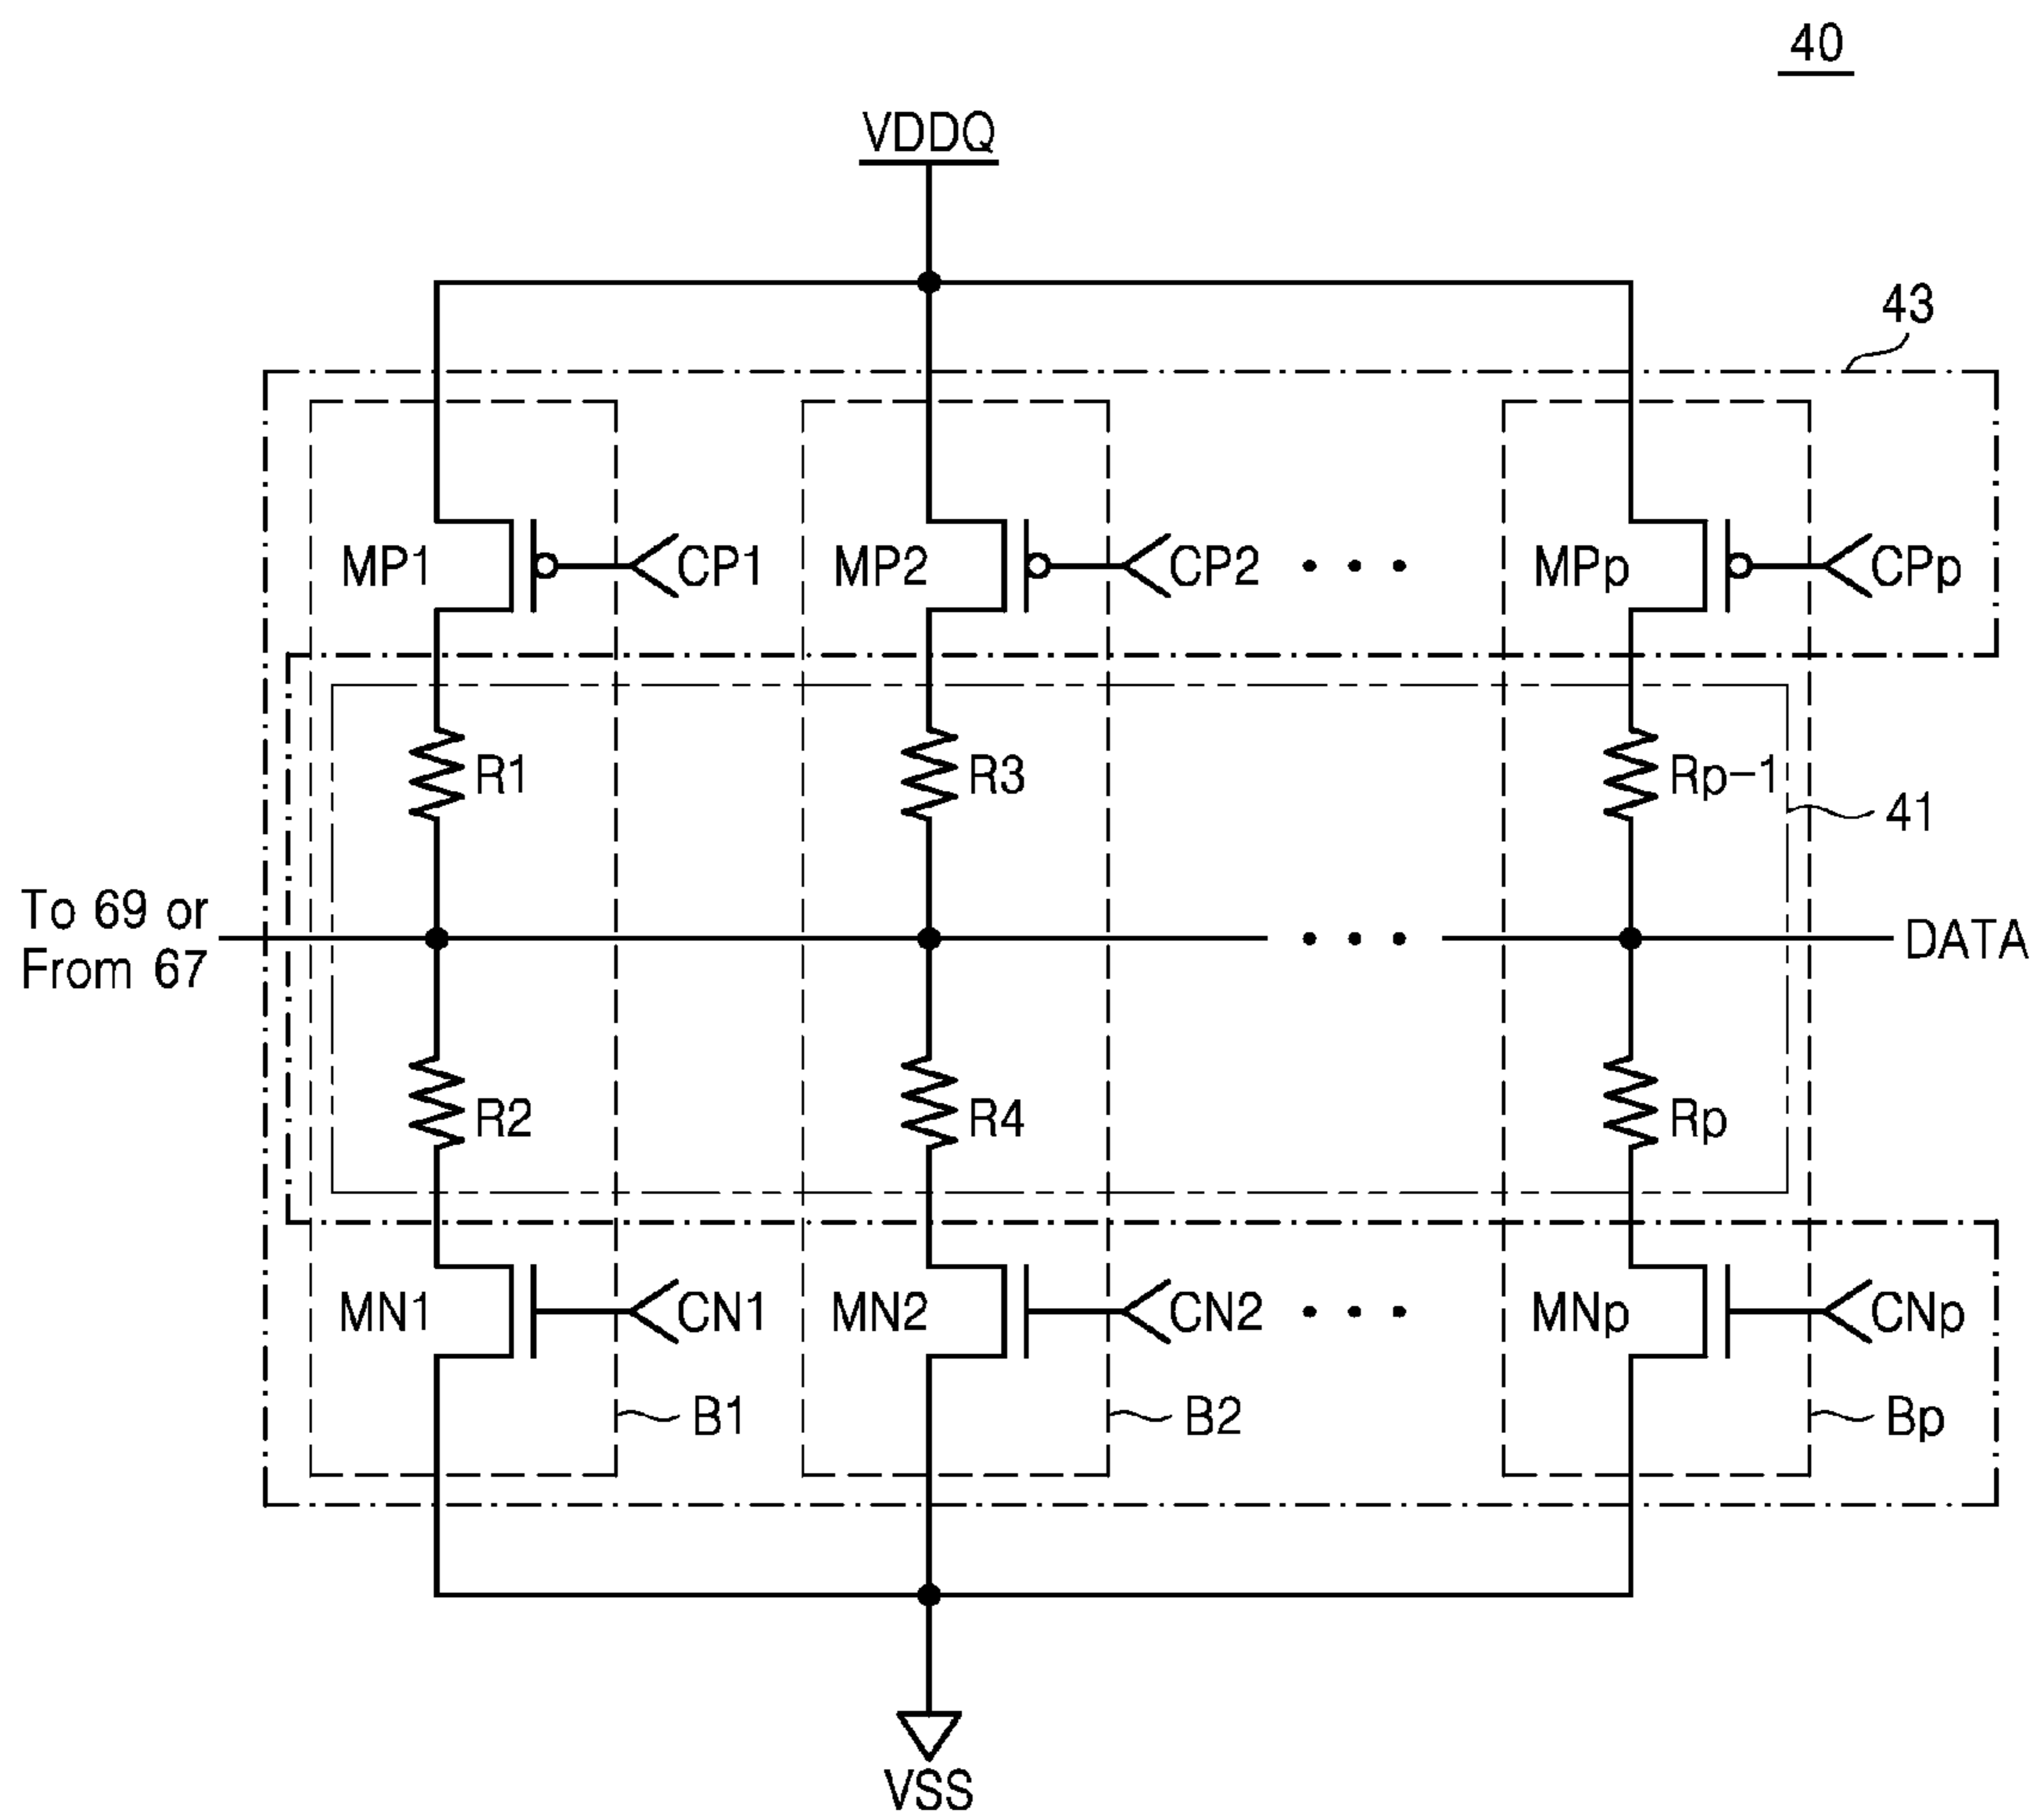 40
VDDQ
43
MP1
CP1
MP2
CP2
MPp
CPp
R1
R3
Rp-1
41
To 69 or
From 67
DATA
R2
R4
Rp
MN1
CN1
MN2
CN2
MNp
CNp
B1
B2
Bp
VSS